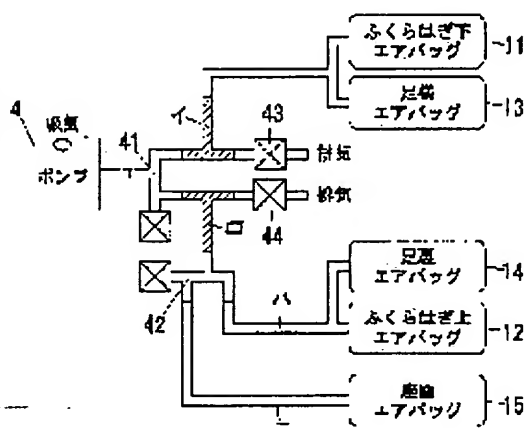 ふくらはぎ下
エアバッグ
11
足横
エアバッグ
13
4
吸気
ポンプ
イ
41
43
排気
排気
44
ロ
42
ハ
足裏
エアバッグ
14
ふくらはぎ上
エアバッグ
12
座面
エアバッグ
15
ニ